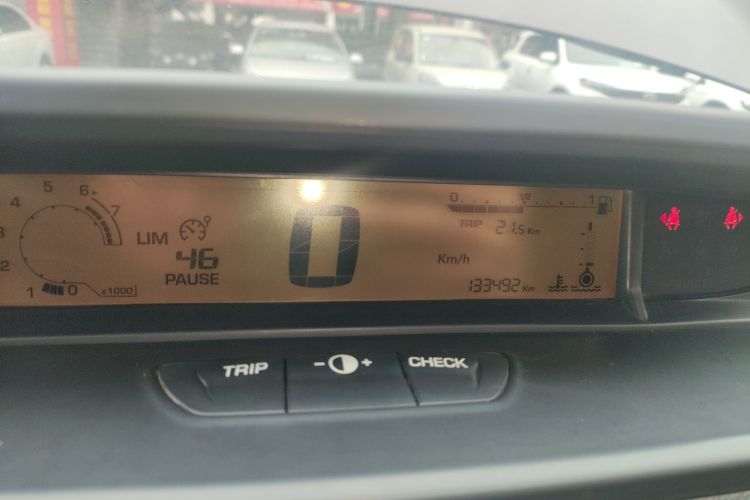 5 6
4 7
3
2
1 0 x1000
LIM
46
PAUSE
0
Km/h
0 1/2 1
TRIP 21.5 Km
133492 Km
TRIP - + CHECK